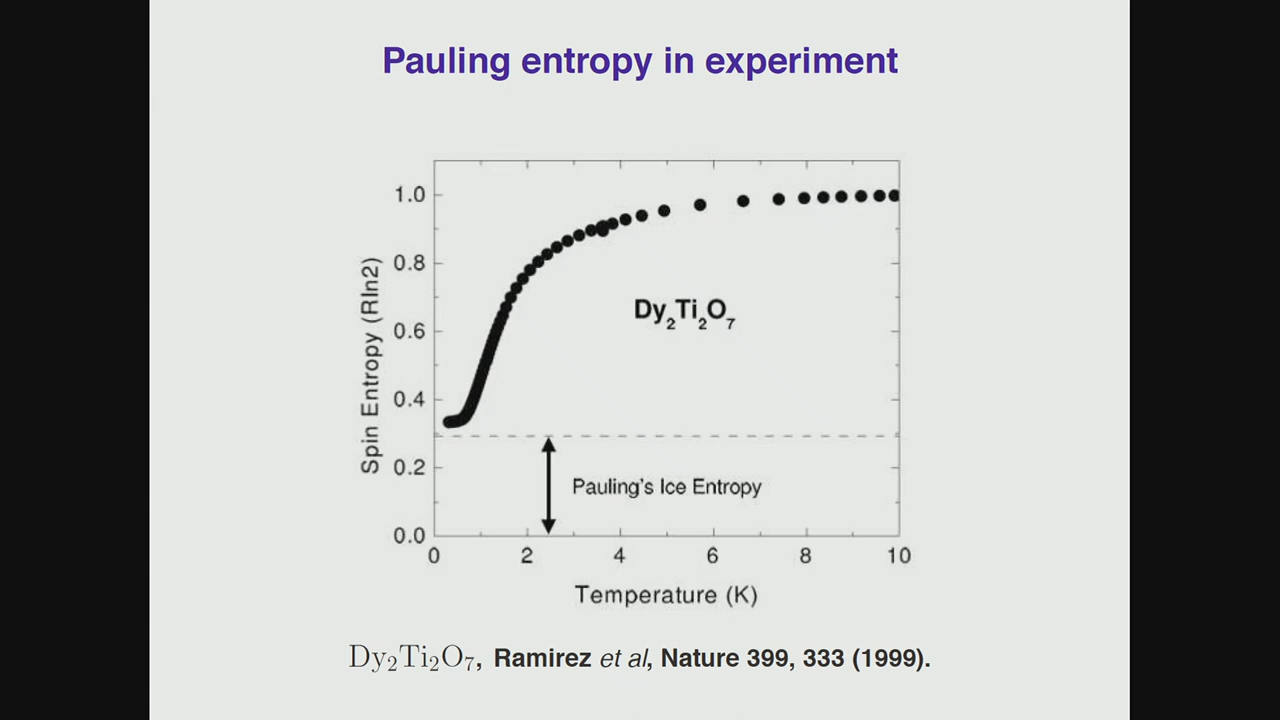 Pauling entropy in experiment
Spin Entropy (Rln2)
1.0
0.8
0.6
0.4
0.2
0.0
Dy₂Ti₂O₇
Pauling's Ice Entropy
0 2 4 6 8 10
Temperature (K)
Dy₂Ti₂O₇, Ramirez et al, Nature 399, 333 (1999).